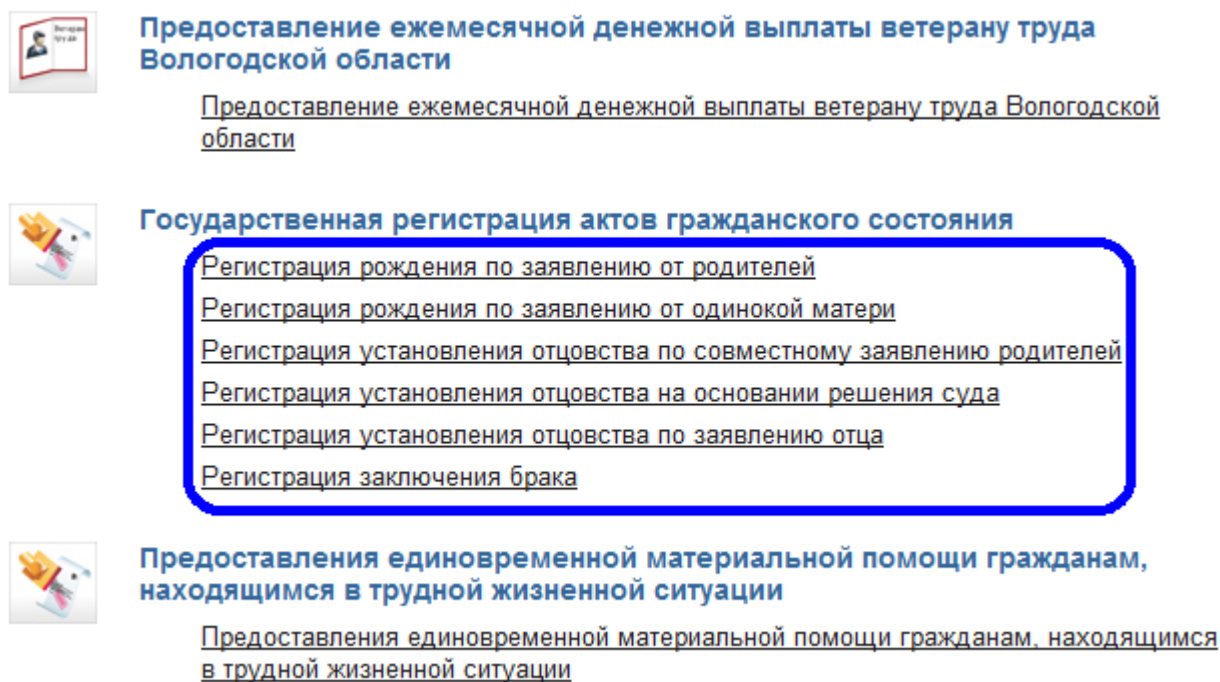 Ветеран
труда
Предоставление ежемесячной денежной выплаты ветерану труда
Вологодской области
Предоставление ежемесячной денежной выплаты ветерану труда Вологодской
области
Государственная регистрация актов гражданского состояния
Регистрация рождения по заявлению от родителей
Регистрация рождения по заявлению от одинокой матери
Регистрация установления отцовства по совместному заявлению родителей
Регистрация установления отцовства на основании решения суда
Регистрация установления отцовства по заявлению отца
Регистрация заключения брака
Предоставления единовременной материальной помощи гражданам,
находящимся в трудной жизненной ситуации
Предоставления единовременной материальной помощи гражданам, находящимся
в трудной жизненной ситуации